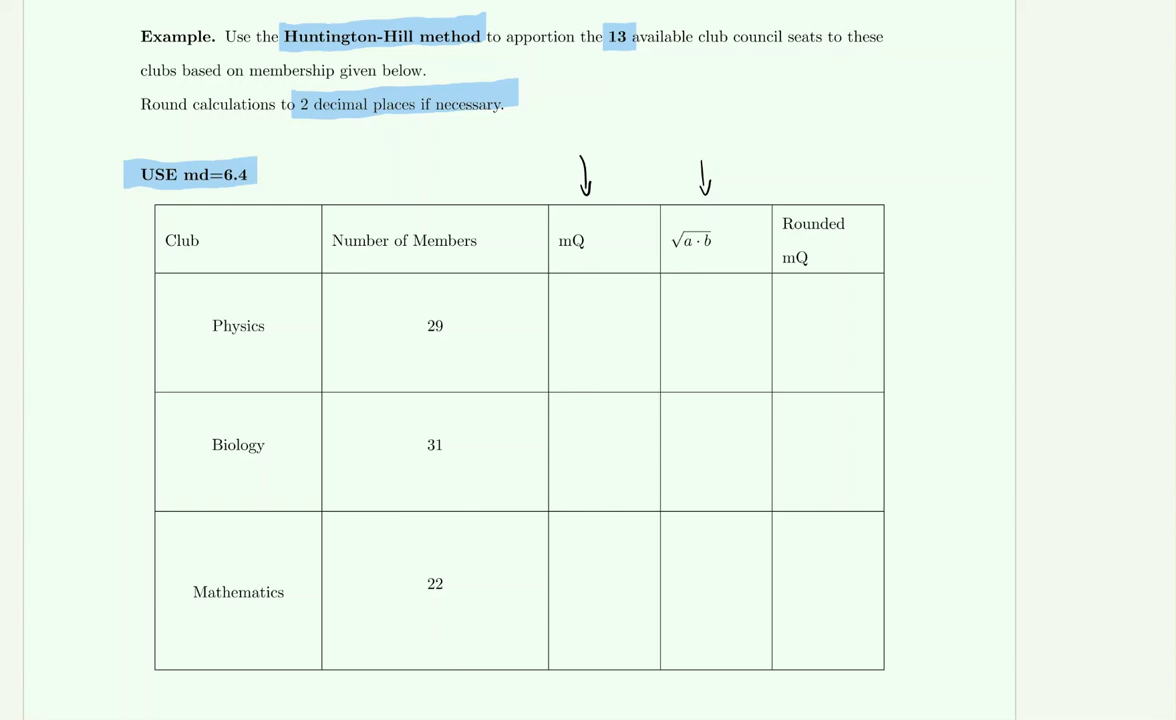 Example. Use the Huntington-Hill method to apportion the 13 available club council seats to these
clubs based on membership given below.
Round calculations to 2 decimal places if necessary.
USE md=6.4
Club Number of Members mQ √a · b Rounded mQ
Physics 29
Biology 31
Mathematics 22